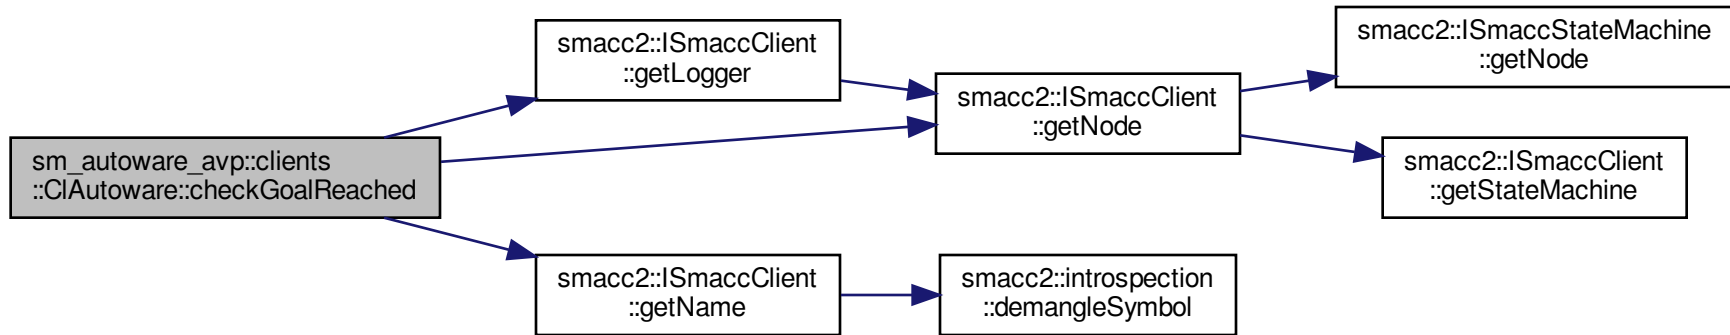 sm_autoware_avp::clients
::ClAutoware::checkGoalReached
smacc2::ISmaccClient
::getLogger
smacc2::ISmaccClient
::getName
smacc2::ISmaccClient
::getNode
smacc2::introspection
::demangleSymbol
smacc2::ISmaccStateMachine
::getNode
smacc2::ISmaccClient
::getStateMachine